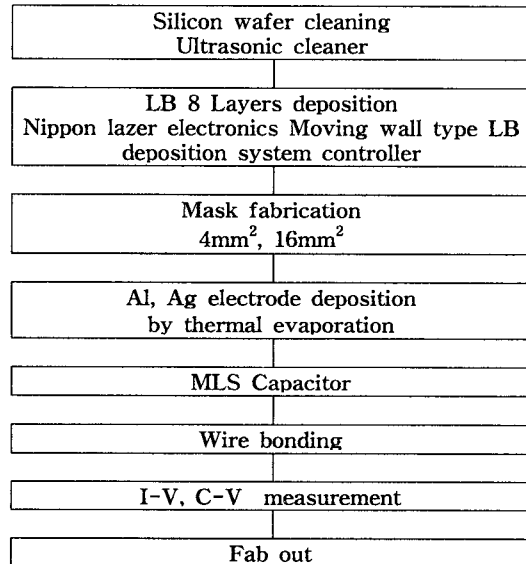 Silicon wafer cleaning
Ultrasonic cleaner
LB 8 Layers deposition
Nippon lazer electronics Moving wall type LB
deposition system controller
Mask fabrication
4mm², 16mm²
Al, Ag electrode deposition
by thermal evaporation
MLS Capacitor
Wire bonding
I-V, C-V measurement
Fab out